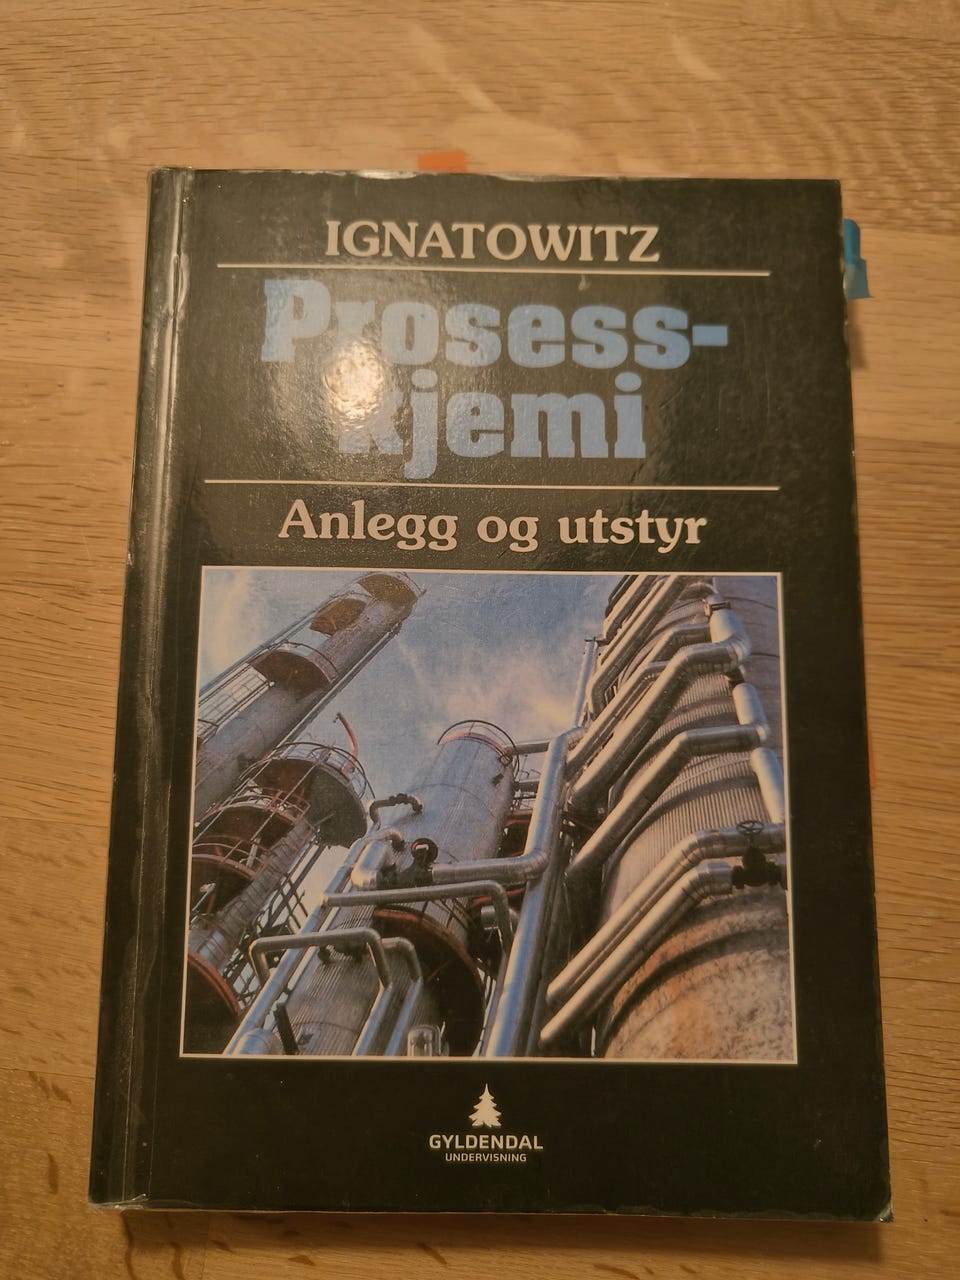 IGNATOWITZ
Prosess-
kjemi
Anlegg og utstyr
GYLDENDAL
UNDERVISNING